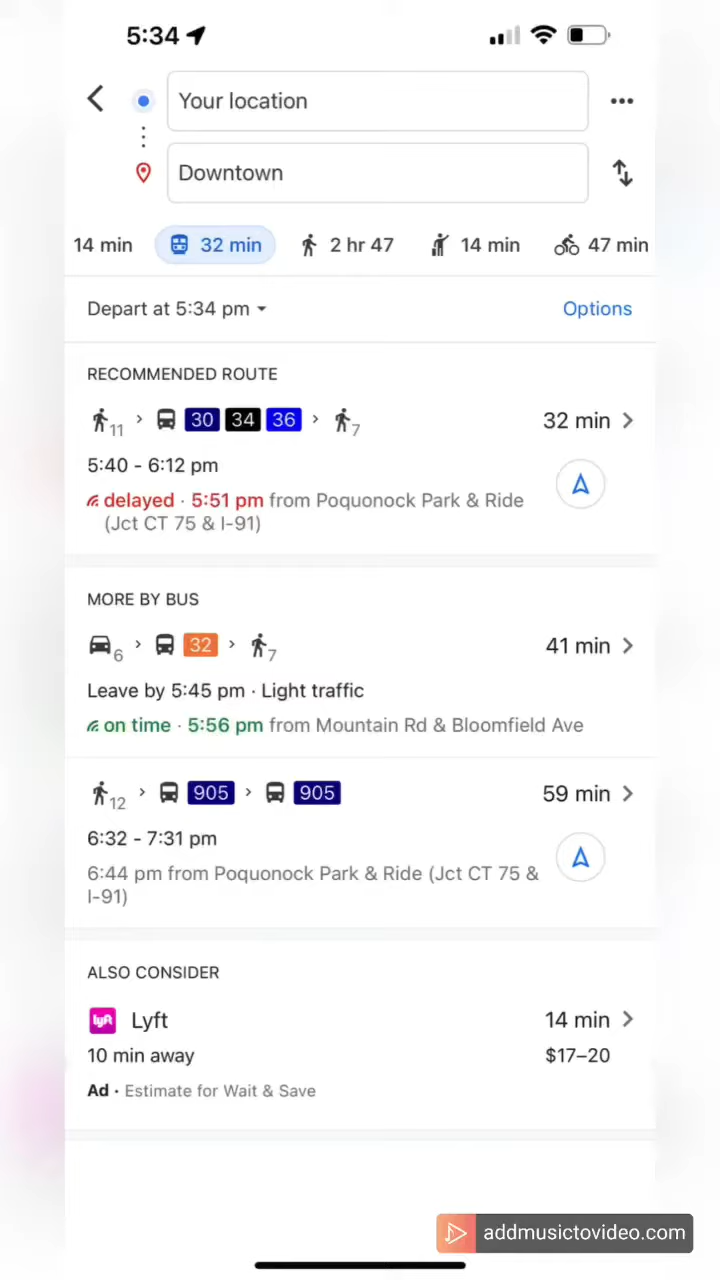 5:34
Your location
Downtown
14 min 32 min 2 hr 47 14 min 47 min
Depart at 5:34 pm Options
RECOMMENDED ROUTE
11 30 34 36 7 32 min
5:40 - 6:12 pm
delayed · 5:51 pm from Poquonock Park & Ride
(Jct CT 75 & I-91)
MORE BY BUS
6 32 7 41 min
Leave by 5:45 pm · Light traffic
on time · 5:56 pm from Mountain Rd & Bloomfield Ave
12 905 905 59 min
6:32 - 7:31 pm
6:44 pm from Poquonock Park & Ride (Jct CT 75 &
I-91)
ALSO CONSIDER
lyft Lyft 14 min
10 min away $17–20
Ad · Estimate for Wait & Save
addmusictovideo.com